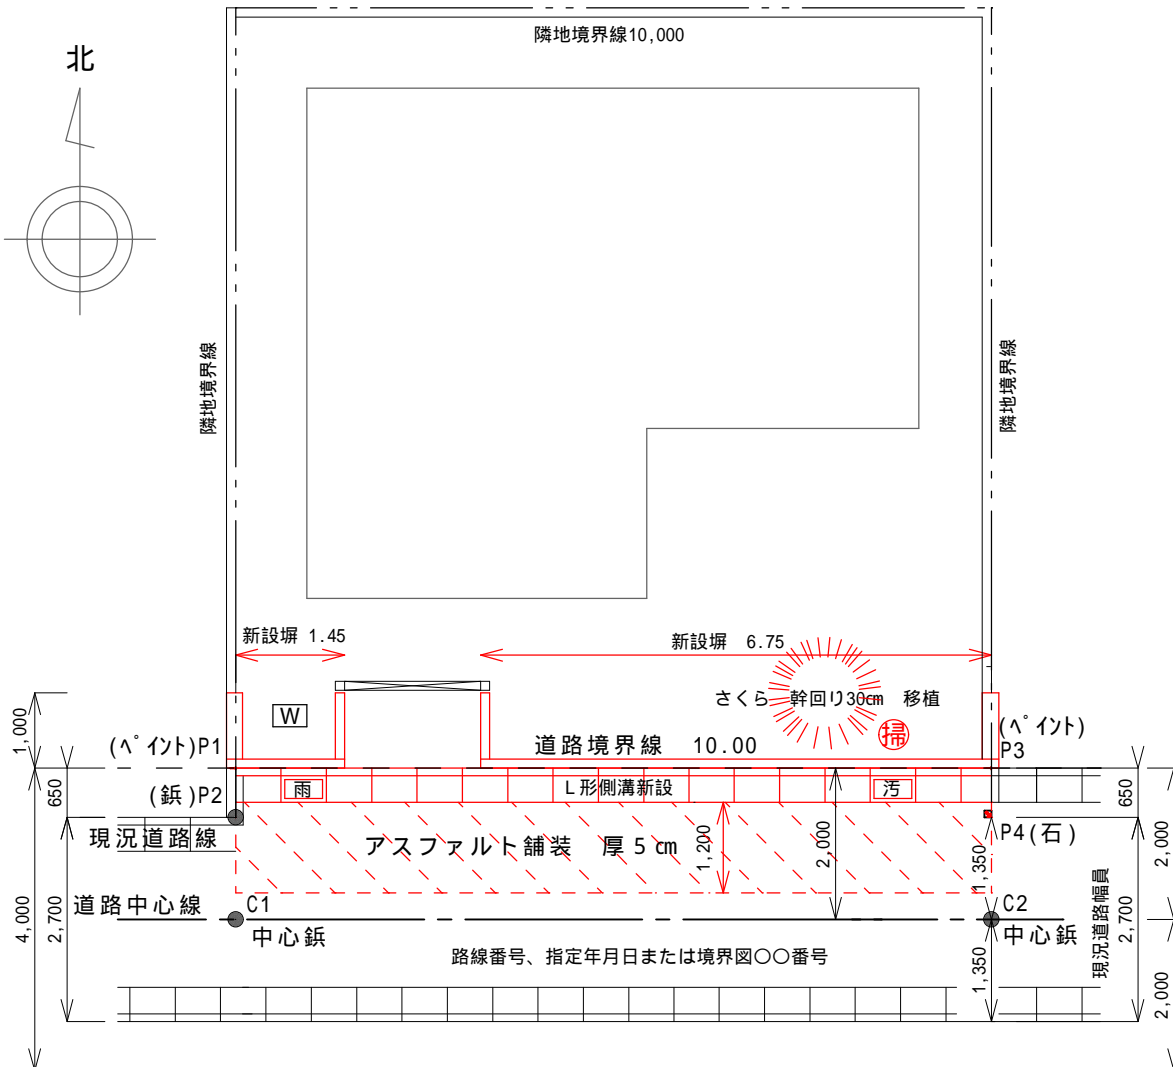 隣地境界線10,000
北
隣地境界線
隣地境界線
新設塀 1.45
新設塀 6.75
さくら 幹回り30㎝ 移植
W
掃
(ペイント)P1
道路境界線 10.00
(ペイント)
P3
1,000
650
雨
L形側溝新設
汚
650
(鋲)P2
現況道路線
アスファルト舗装 厚5㎝
1,200
2,000
P4(石)
1,350
2,000
4,000
2,700
道路中心線
C1
中心鋲
C2
中心鋲
現況道路幅員
2,700
路線番号、指定年月日または境界図〇〇番号
1,350
2,000